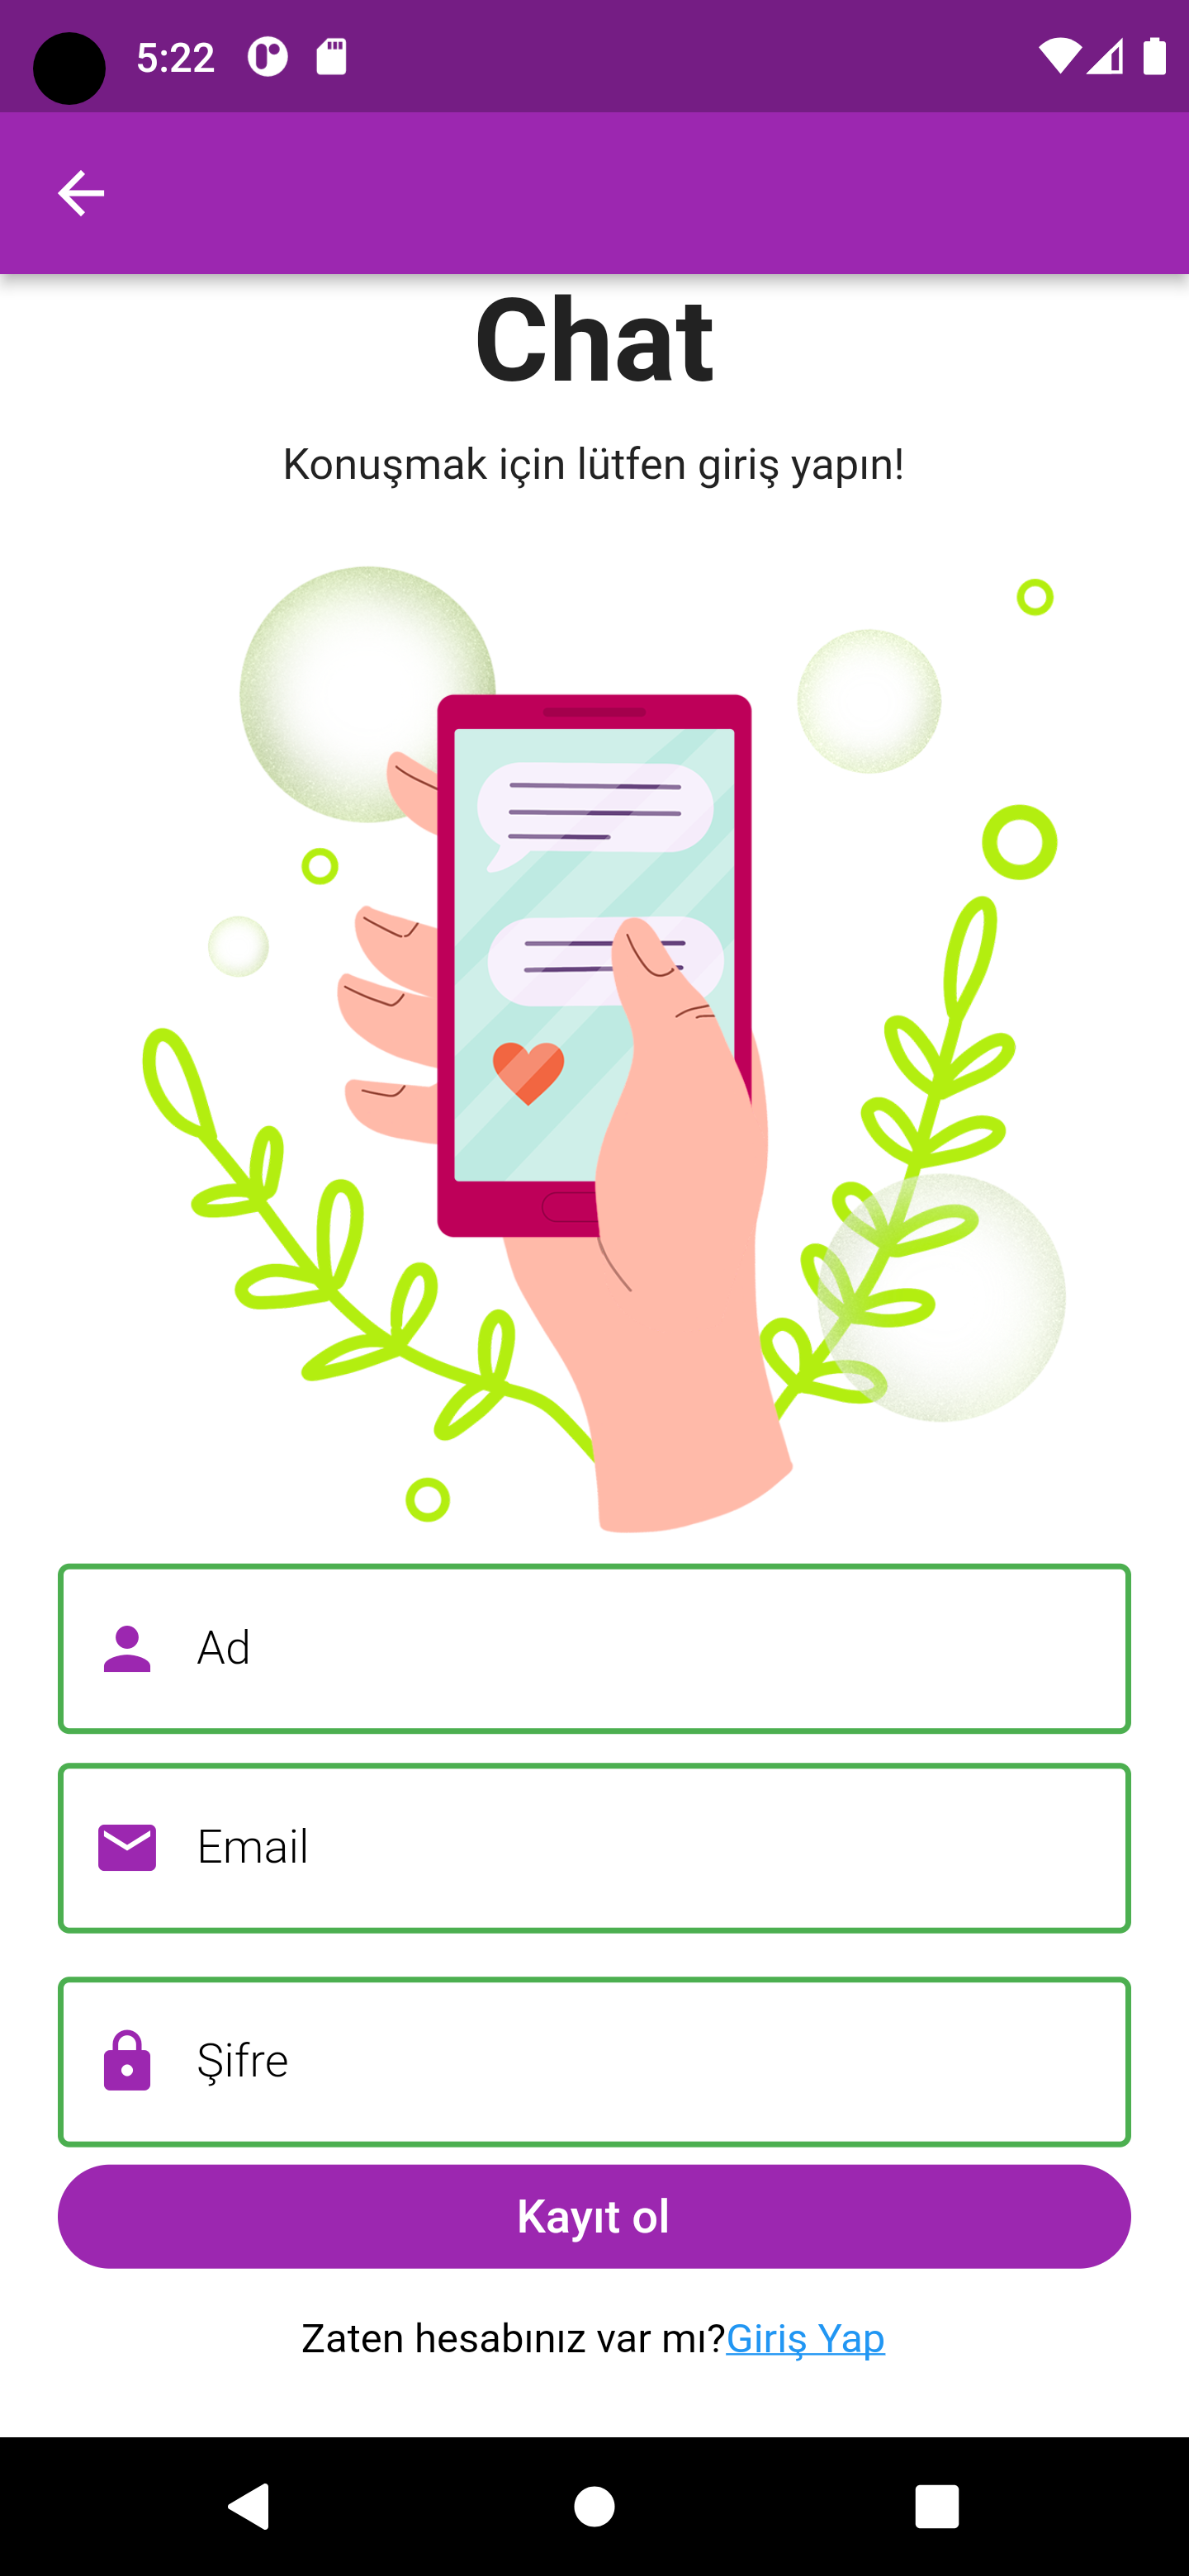 5:22
Chat
Konuşmak için lütfen giriş yapın!
Ad
Email
Şifre
Kayıt ol
Zaten hesabınız var mı?Giriş Yap